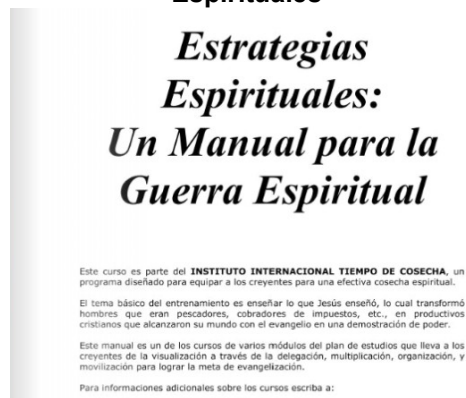 Espirituales
Estrategias
Espirituales:
Un Manual para la
Guerra Espiritual
Este curso es parte del INSTITUTO INTERNACIONAL TIEMPO DE COSECHA, un
programa diseñado para equipar a los creyentes para una efectiva cosecha espiritual.
El tema básico del entrenamiento es enseñar lo que Jesús enseñó, lo cual transformó
hombres que eran pescadores, cobradores de impuestos, etc., en productivos
cristianos que alcanzaron su mundo con el evangelio en una demostración de poder.
Este manual es un de los cursos de varios módulos del plan de estudios que lleva a los
creyentes de la visualización a través de la delegación, multiplicación, organización, y
movilización para lograr la meta de evangelización.
Para informaciones adicionales sobre los cursos escriba a: